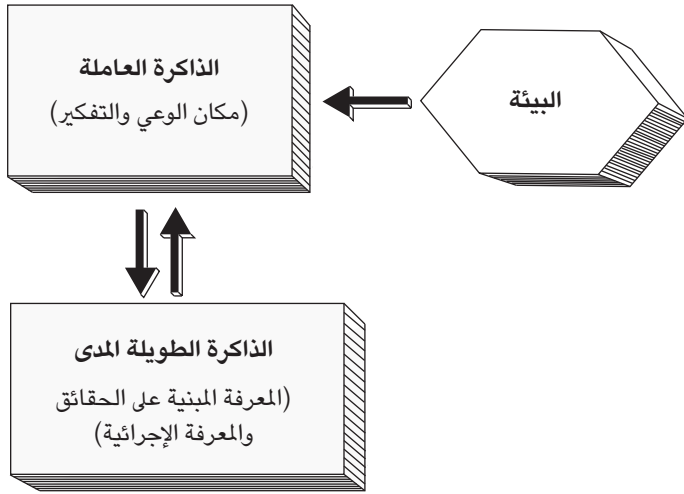 الذاكرة العاملة
(مكان الوعي والتفكير)
البيئة
الذاكرة الطويلة المدى
(المعرفة المبنية على الحقائق
والمعرفة الإجرائية)